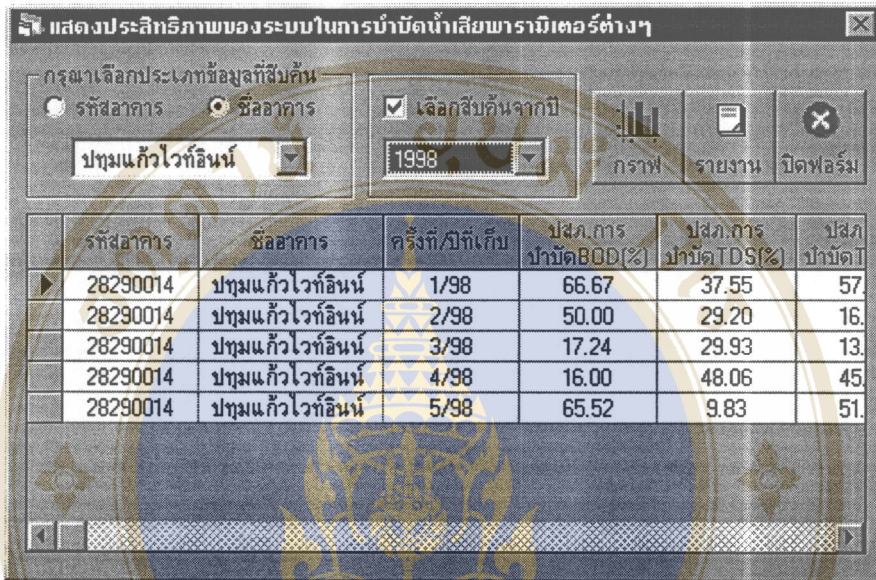 แสดงประสิทธิภาพของระบบในการบำบัดน้ำเสียพารามิเตอร์ต่างๆ
กรุณาเลือกประเภทข้อมูลที่สืบค้น
รหัสอาคาร ชื่ออาคาร
ปทุมแก้วไวท์อินน์
เลือกสืบค้นจากปี
1998
กราฟ รายงาน ปิดฟอร์ม
รหัสอาคาร ชื่ออาคาร ครั้งที่/ปีที่เก็บ ปสภ.การ บำบัดBOD(%) ปสภ.การ บำบัดTDS(%) ปสภ บำบัดT
28290014 ปทุมแก้วไวท์อินน์ 1/98 66.67 37.55 57.
28290014 ปทุมแก้วไวท์อินน์ 2/98 50.00 29.20 16.
28290014 ปทุมแก้วไวท์อินน์ 3/98 17.24 29.93 13.
28290014 ปทุมแก้วไวท์อินน์ 4/98 16.00 48.06 45.
28290014 ปทุมแก้วไวท์อินน์ 5/98 65.52 9.83 51.